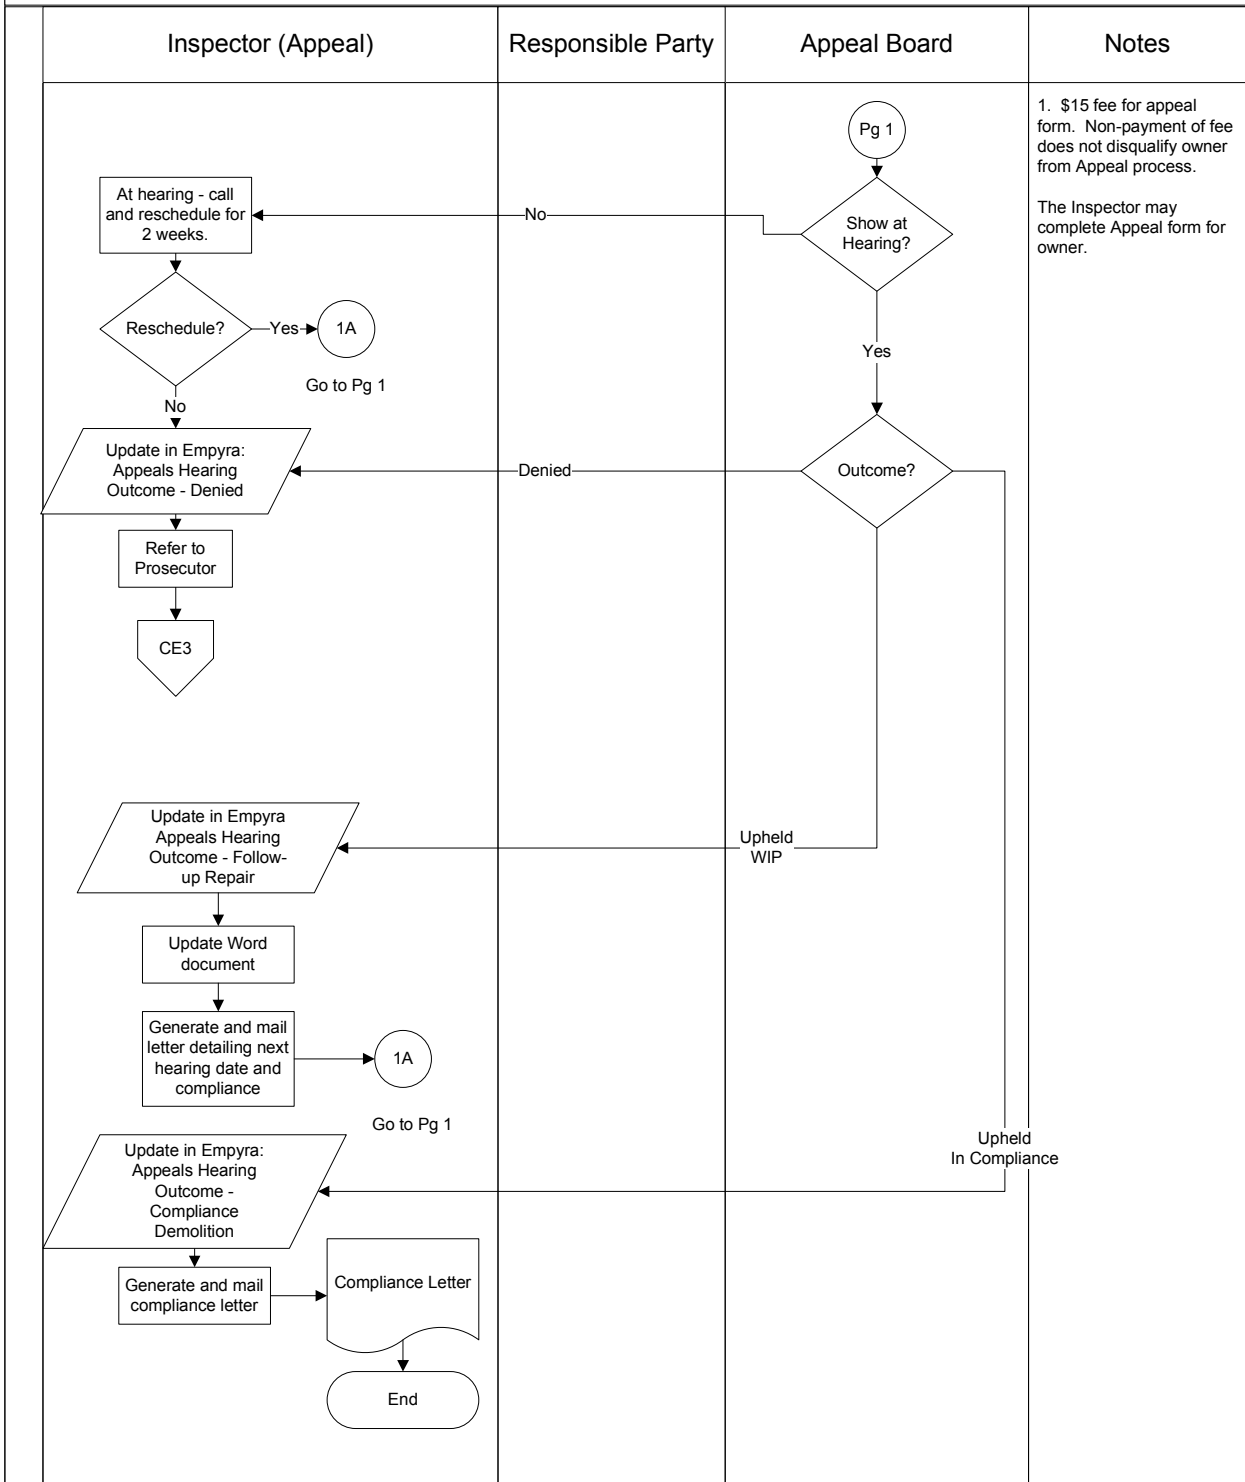 Inspector (Appeal)
Responsible Party
Appeal Board
Notes
Pg 1
1. $15 fee for appeal
form. Non-payment of fee
does not disqualify owner
from Appeal process.
The Inspector may
complete Appeal form for
owner.
At hearing - call
and reschedule for
2 weeks.
No
Show at
Hearing?
Reschedule?
Yes
1A
Go to Pg 1
Yes
No
Update in Empyra:
Appeals Hearing
Outcome - Denied
Denied
Outcome?
Refer to
Prosecutor
CE3
Update in Empyra
Appeals Hearing
Outcome - Follow-
up Repair
Upheld
WIP
Update Word
document
Generate and mail
letter detailing next
hearing date and
compliance
1A
Go to Pg 1
Update in Empyra:
Appeals Hearing
Outcome -
Compliance
Demolition
Upheld
In Compliance
Generate and mail
compliance letter
Compliance Letter
End